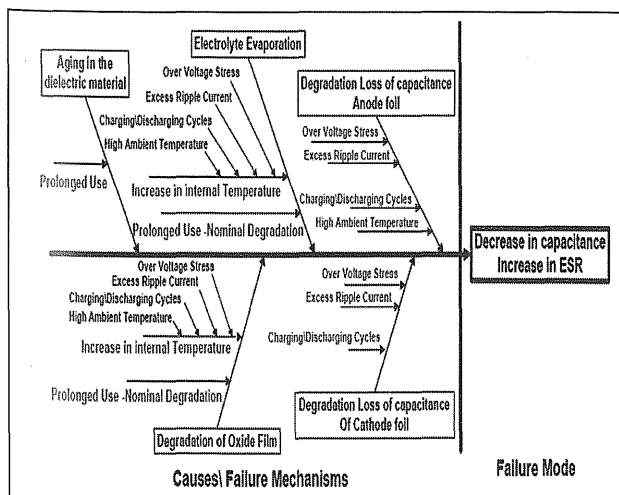 Electrolyte Evaporation
Aging in the
dielectric material
Over Voltage Stress
Excess Ripple Current
Charging\Discharging Cycles
High Ambient Temperature
Increase in internal Temperature
Prolonged Use
Prolonged Use -Nominal Degradation
Degradation Loss of capacitance
Anode foil
Over Voltage Stress
Excess Ripple Current
Charging\Discharging Cycles
High Ambient Temperature
Decrease in capacitance
Increase in ESR
Over Voltage Stress
Excess Ripple Current
Charging\Discharging Cycles
High Ambient Temperature
Increase in internal Temperature
Prolonged Use -Nominal Degradation
Degradation of Oxide Film
Over Voltage Stress
Excess Ripple Current
Charging\Discharging Cycles
Degradation Loss of capacitance
Of Cathode foil
Causes\ Failure Mechanisms
Failure Mode